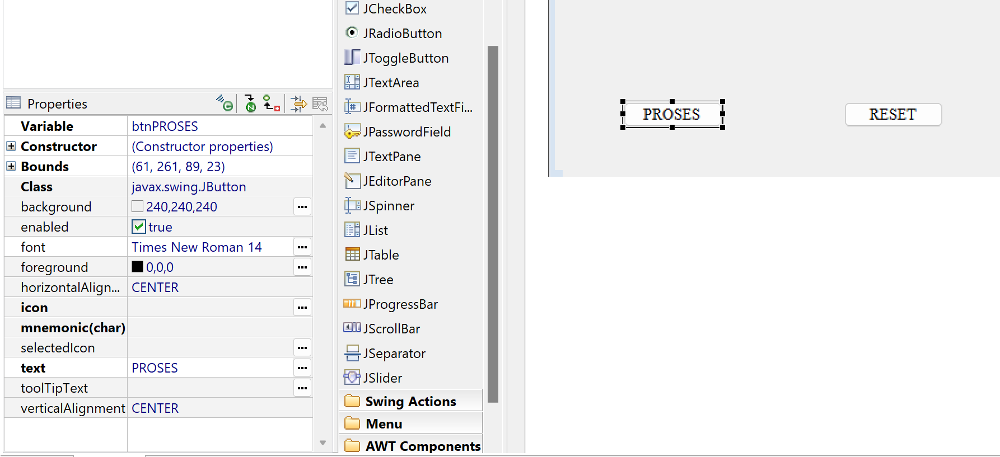 Properties
Variable btnPROSES
Constructor (Constructor properties)
Bounds (61, 261, 89, 23)
Class javax.swing.JButton
background 240,240,240 ...
enabled true
font Times New Roman 14 ...
foreground 0,0,0 ...
horizontalAlign... CENTER
icon ...
mnemonic(char)
selectedIcon ...
text PROSES ...
toolTipText ...
verticalAlignment CENTER
JCheckBox
JRadioButton
JToggleButton
JTextArea
JFormattedTextFi...
JPasswordField
JTextPane
JEditorPane
JSpinner
JList
JTable
JTree
JProgressBar
JScrollBar
JSeparator
JSlider
Swing Actions
Menu
AWT Components
PROSES RESET